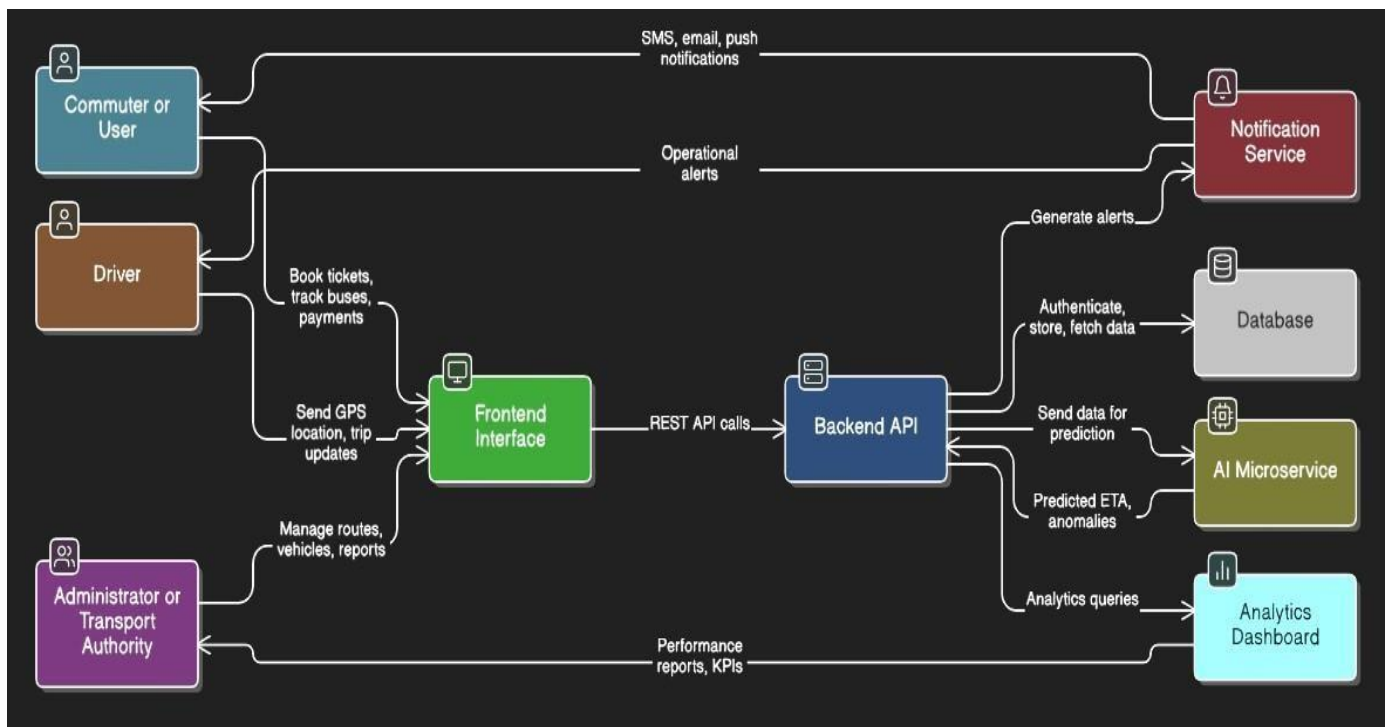 SMS, email, push
notifications
Commuter or
User
Notification
Service
Operational
alerts
Generate alerts
Driver
Book tickets,
track buses,
payments
Authenticate,
store, fetch data
Database
Send GPS
location, trip
updates
Frontend
Interface
REST API calls
Backend API
Send data for
prediction
AI Microservice
Predicted ETA,
anomalies
Manage routes,
vehicles, reports
Administrator or
Transport
Authority
Analytics queries
Analytics
Dashboard
Performance
reports, KPIs